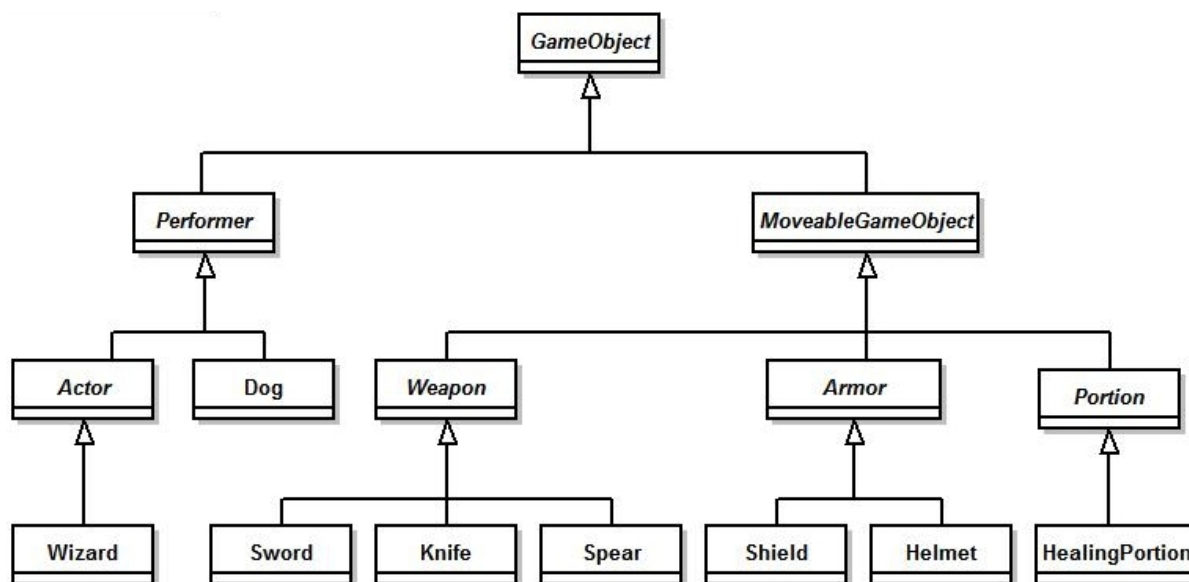 GameObject
Performer
MoveableGameObject
Actor
Dog
Weapon
Armor
Portion
Wizard
Sword
Knife
Spear
Shield
Helmet
HealingPortion